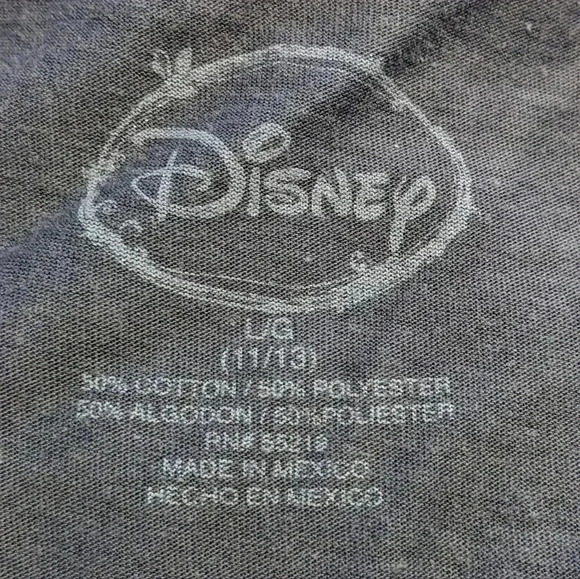 Disney
L/G
(11/13)
50% COTTON / 50% POLYESTER
50% ALGODON / 50% POLIESTER
RN# 55219
MADE IN MEXICO
HECHO EN MEXICO